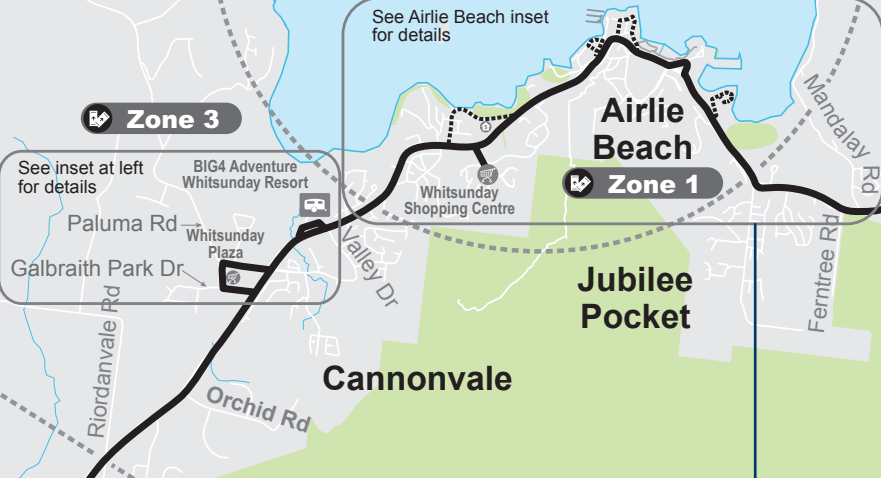 See Airlie Beach inset
for details
Zone 3
Airlie
Beach
Zone 1
Mandalay
Rd
See inset at left
for details
BIG4 Adventure
Whitsunday Resort
Whitsunday
Shopping Centre
Paluma Rd
Whitsunday
Plaza
Galbraith Park Dr
Valley Dr
Ferntree Rd
Jubilee
Pocket
Riordanvale Rd
Cannonvale
Orchid Rd